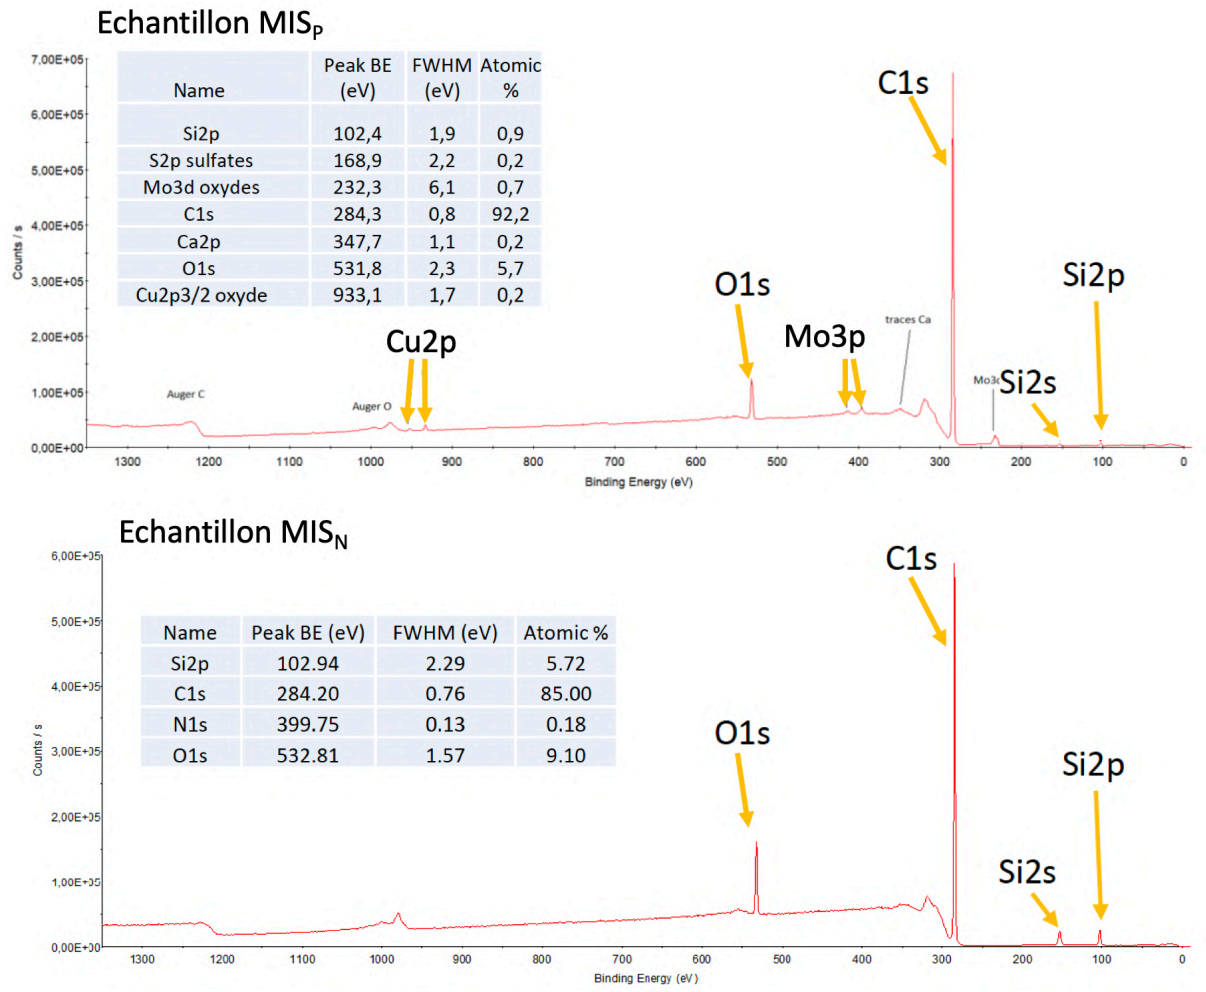 Echantillon MISP
7,00E+05
6,00E+05
5,00E+05
4,00E+05
3,00E+05
2,00E+05
1,00E+05
0,00E+00
Counts / s
Name Peak BE (eV) FWHM (eV) Atomic %
Si2p 102,4 1,9 0,9
S2p sulfates 168,9 2,2 0,2
Mo3d oxydes 232,3 6,1 0,7
C1s 284,3 0,8 92,2
Ca2p 347,7 1,1 0,2
O1s 531,8 2,3 5,7
Cu2p3/2 oxyde 933,1 1,7 0,2
C1s
O1s
Si2p
Mo3p
traces Ca
Cu2p
Si2s
Auger C
Auger O
1300 1200 1100 1000 900 800 700 600 500 400 300 200 100 0
Binding Energy (eV)
Echantillon MISN
6,00E+05
5,00E+05
4,00E+05
3,00E+05
2,00E+05
1,00E+05
0,00E+00
Counts / s
Name Peak BE (eV) FWHM (eV) Atomic %
Si2p 102.94 2.29 5.72
C1s 284.20 0.76 85.00
N1s 399.75 0.13 0.18
O1s 532.81 1.57 9.10
C1s
O1s
Si2p
Si2s
1300 1200 1100 1000 900 800 700 600 500 400 300 200 100 0
Binding Energy (eV)